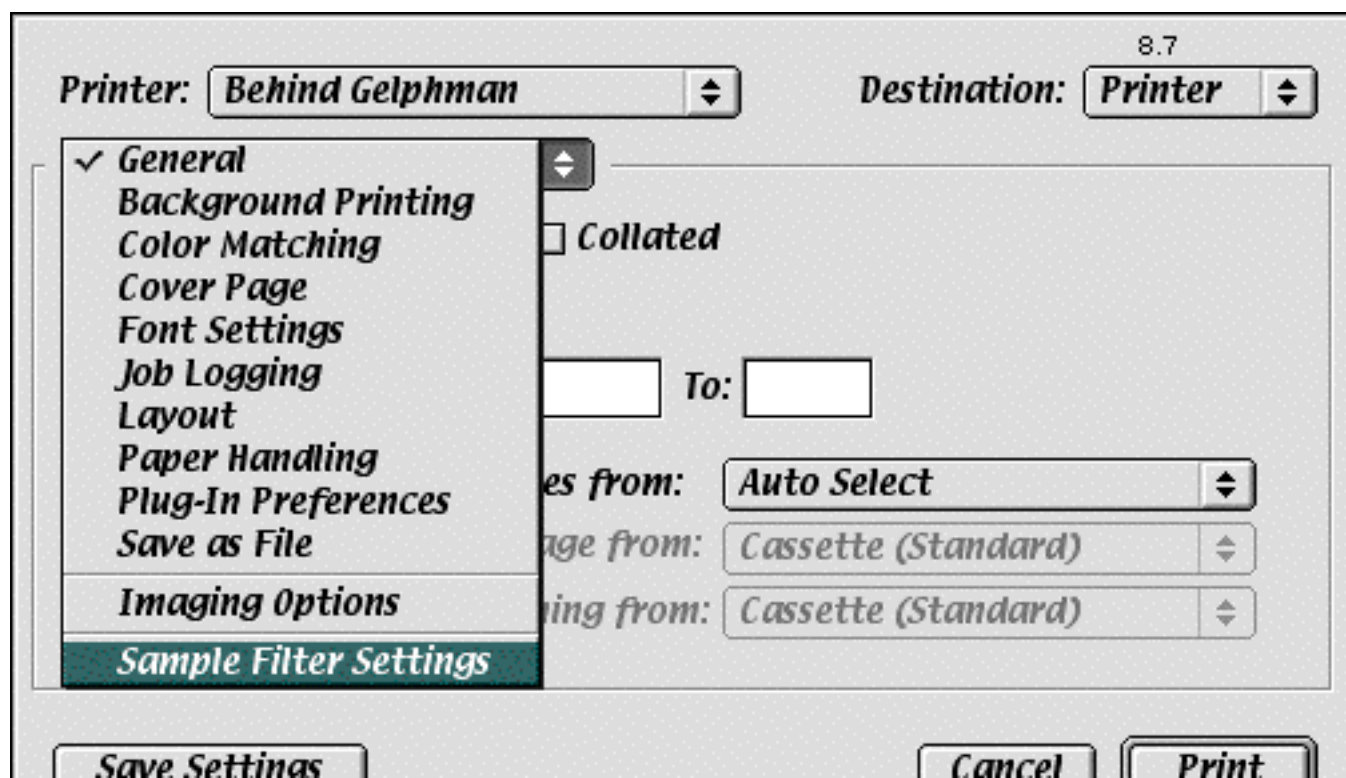 8.7
Printer: Behind Gelphman Destination: Printer
✓ General
Background Printing
Collated
Color Matching
Cover Page
Font Settings
Job Logging
To:
Layout
Paper Handling
es from: Auto Select
Plug-In Preferences
Save as File
age from: Cassette (Standard)
Imaging Options
ing from: Cassette (Standard)
Sample Filter Settings
Save Settings Cancel Print